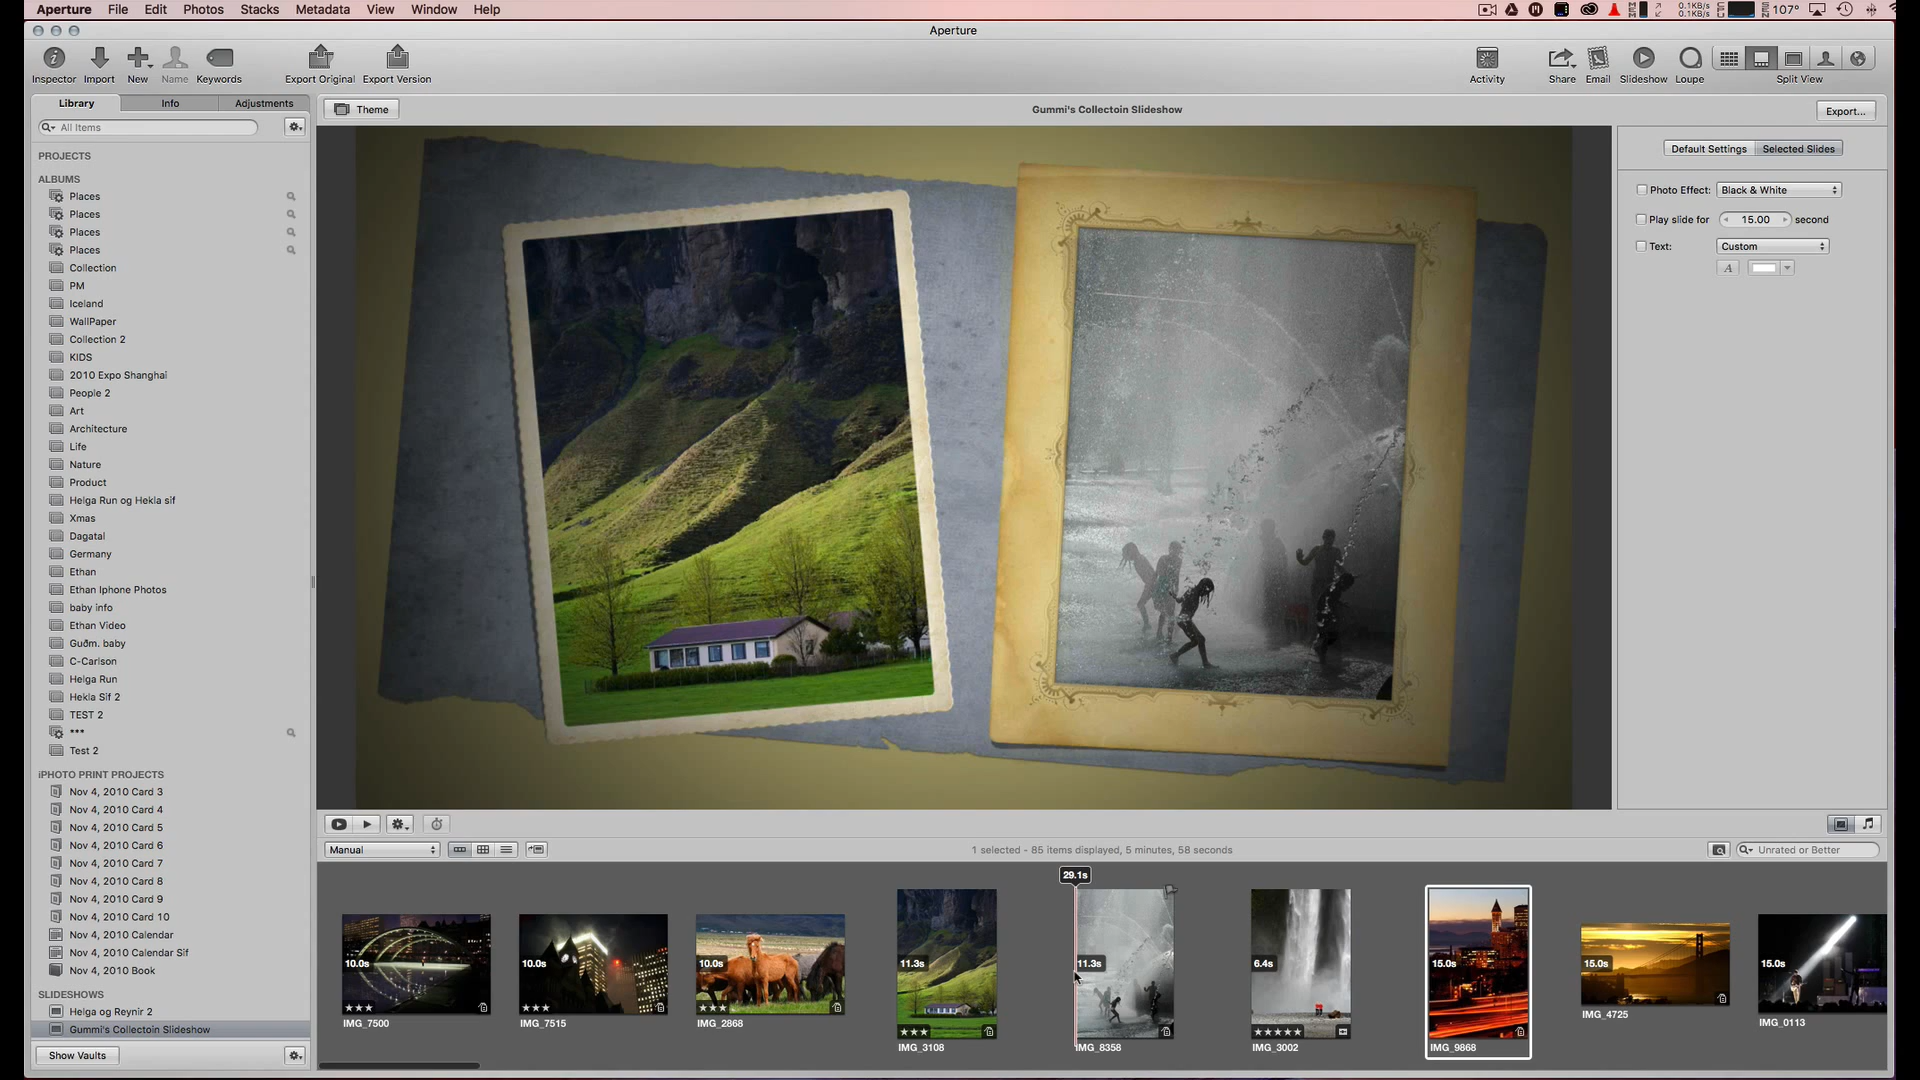 Aperture File Edit Photos Stacks Metadata View Window Help
0.1KB/s
0.1KB/s
107°
Aperture
Inspector Import New Name Keywords Export Original Export Version Activity Share Email Slideshow Loupe Split View
Library Info Adjustments
Theme
Gummi's Collectoin Slideshow
Export...
All Items
Default Settings Selected Slides
PROJECTS
ALBUMS
Places
Places
Places
Places
Collection
PM
Iceland
WallPaper
Collection 2
KIDS
2010 Expo Shanghai
People 2
Art
Architecture
Life
Nature
Product
Helga Run og Hekla sif
Xmas
Dagatal
Germany
Ethan
Ethan Iphone Photos
baby info
Ethan Video
Guðm. baby
C-Carlson
Helga Run
Hekla Sif 2
TEST 2
***
Test 2
iPHOTO PRINT PROJECTS
Nov 4, 2010 Card 3
Nov 4, 2010 Card 4
Nov 4, 2010 Card 5
Nov 4, 2010 Card 6
Nov 4, 2010 Card 7
Nov 4, 2010 Card 8
Nov 4, 2010 Card 9
Nov 4, 2010 Card 10
Nov 4, 2010 Calendar
Nov 4, 2010 Calendar Sif
Nov 4, 2010 Book
SLIDESHOWS
Helga og Reynir 2
Gummi's Collectoin Slideshow
Show Vaults
Photo Effect: Black & White
Play slide for 15.00 second
Text: Custom
A
Manual
1 selected - 85 items displayed, 5 minutes, 58 seconds
Unrated or Better
29.1s
10.0s 10.0s 10.0s 11.3s 11.3s 6.4s 15.0s 15.0s 15.0s
IMG_7500 IMG_7515 IMG_2868 IMG_3108 IMG_8358 IMG_3002 IMG_9868 IMG_4725 IMG_0113